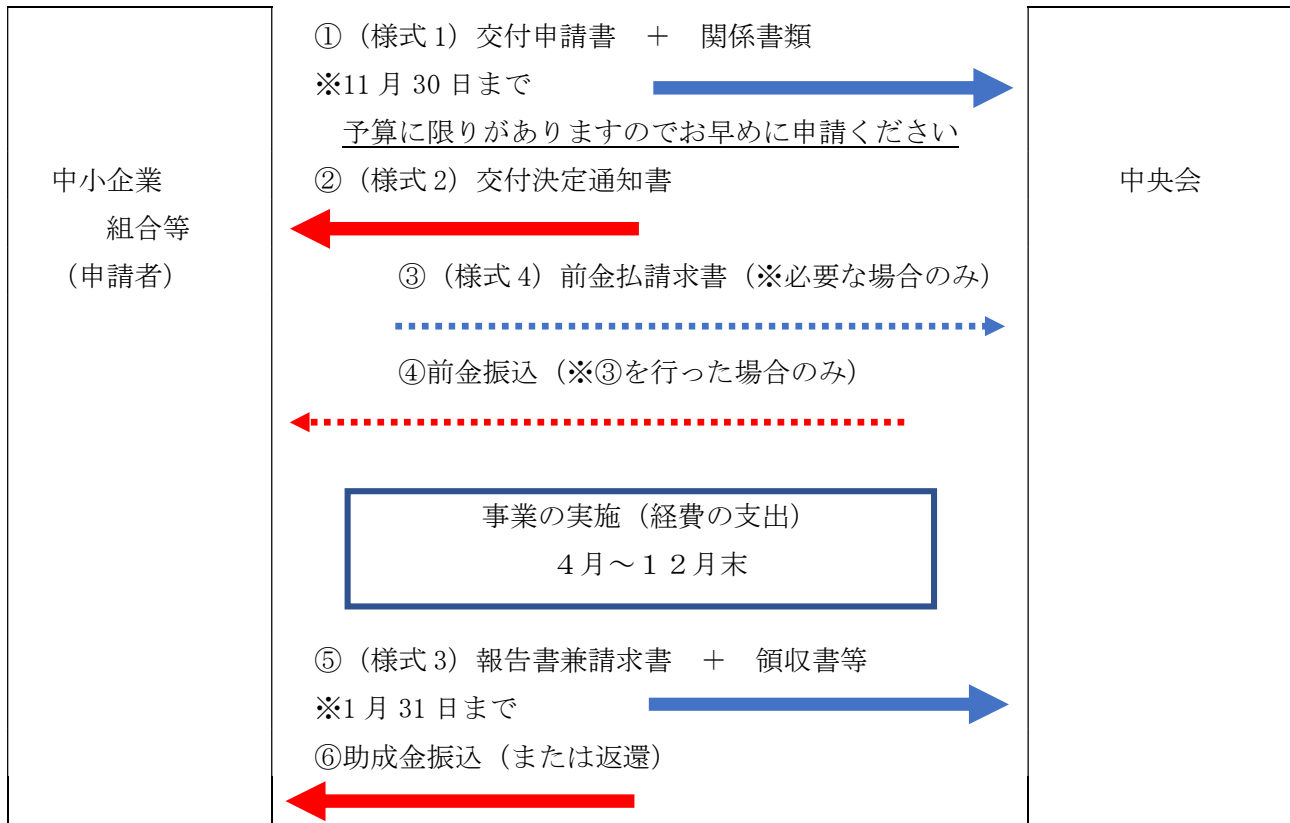 ①（様式1）交付申請書　＋　関係書類
※11月30日まで
予算に限りがありますのでお早めに申請ください
中小企業
組合等
（申請者）
②（様式2）交付決定通知書
中央会
③（様式4）前金払請求書（※必要な場合のみ）
④前金振込（※③を行った場合のみ）
事業の実施（経費の支出）
４月～１２月末
⑤（様式3）報告書兼請求書　＋　領収書等
※1月31日まで
⑥助成金振込（または返還）